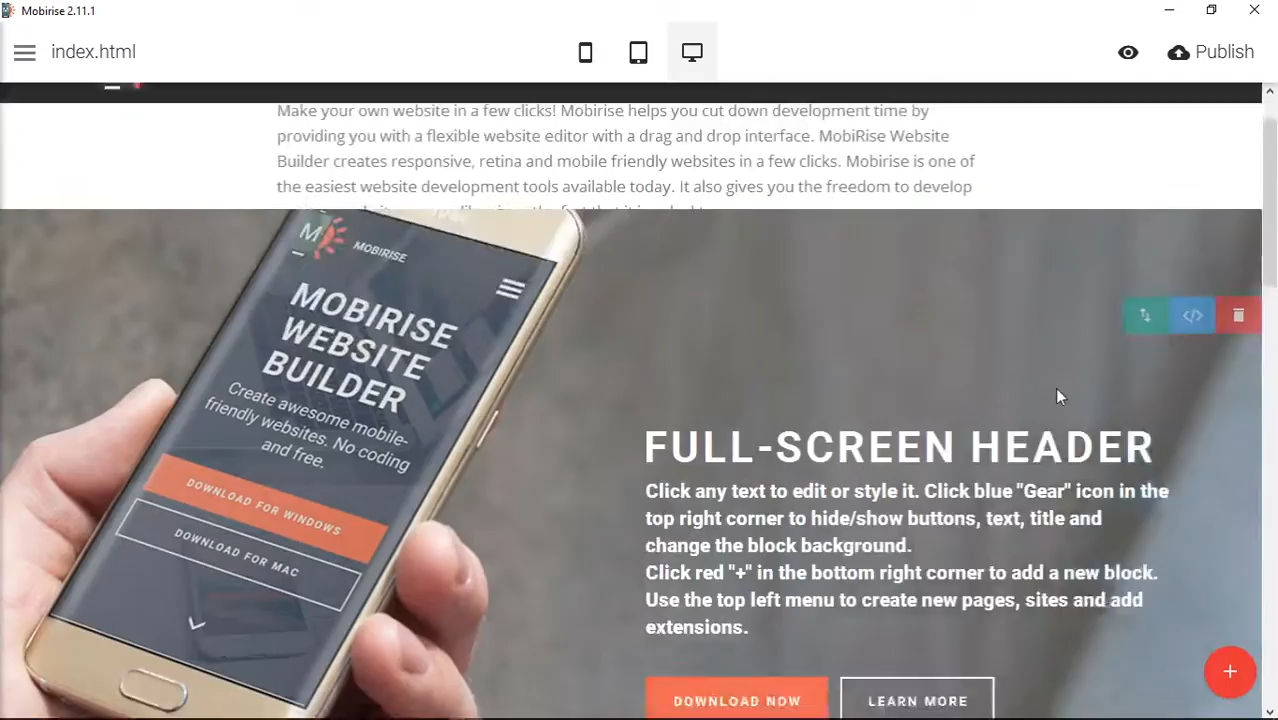 Mobirise 2.11.1
index.html
Publish
Make your own website in a few clicks! Mobirise helps you cut down development time by
providing you with a flexible website editor with a drag and drop interface. MobiRise Website
Builder creates responsive, retina and mobile friendly websites in a few clicks. Mobirise is one of
the easiest website development tools available today. It also gives you the freedom to develop
M
MOBIRISE
MOBIRISE
WEBSITE
BUILDER
Create awesome mobile-
friendly websites. No coding
and free.
DOWNLOAD FOR WINDOWS
DOWNLOAD FOR MAC
FULL-SCREEN HEADER
Click any text to edit or style it. Click blue "Gear" icon in the
top right corner to hide/show buttons, text, title and
change the block background.
Click red "+" in the bottom right corner to add a new block.
Use the top left menu to create new pages, sites and add
extensions.
DOWNLOAD NOW
LEARN MORE